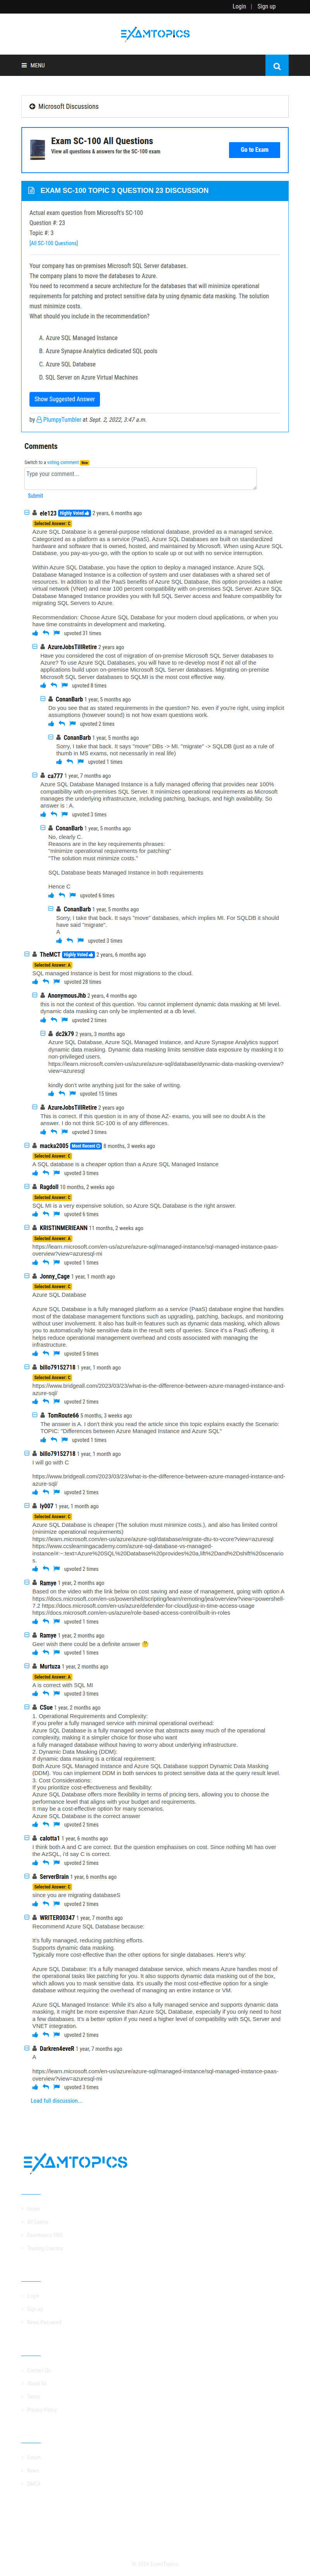 Login | Sign up
EXAMTOPICS
MENU
Microsoft Discussions
Exam SC-100 All Questions
View all questions & answers for the SC-100 exam
Go to Exam
EXAM SC-100 TOPIC 3 QUESTION 23 DISCUSSION
Actual exam question from Microsoft's SC-100
Question #: 23
Topic #: 3
[All SC-100 Questions]
Your company has on-premises Microsoft SQL Server databases.
The company plans to move the databases to Azure.
You need to recommend a secure architecture for the databases that will minimize operational
requirements for patching and protect sensitive data by using dynamic data masking. The solution
must minimize costs.
What should you include in the recommendation?
A. Azure SQL Managed Instance
B. Azure Synapse Analytics dedicated SQL pools
C. Azure SQL Database
D. SQL Server on Azure Virtual Machines
Show Suggested Answer
by PlumpyTumbler at Sept. 2, 2022, 3:47 a.m.
Comments
Switch to a voting comment New
Type your comment...
Submit
ele123 Highly Voted 2 years, 6 months ago
Selected Answer: C
Azure SQL Database is a general-purpose relational database, provided as a managed service.
Categorized as a platform as a service (PaaS), Azure SQL Databases are built on standardized
hardware and software that is owned, hosted, and maintained by Microsoft. When using Azure SQL
Database, you pay-as-you-go, with the option to scale up or out with no service interruption.
Within Azure SQL Database, you have the option to deploy a managed instance. Azure SQL
Database Managed Instance is a collection of system and user databases with a shared set of
resources. In addition to all the PaaS benefits of Azure SQL Database, this option provides a native
virtual network (VNet) and near 100 percent compatibility with on-premises SQL Server. Azure SQL
Database Managed Instance provides you with full SQL Server access and feature compatibility for
migrating SQL Servers to Azure.
Recommendation: Choose Azure SQL Database for your modern cloud applications, or when you
have time constraints in development and marketing.
upvoted 31 times
AzureJobsTillRetire 2 years ago
Have you considered the cost of migration of on-premise Microsoft SQL Server databases to
Azure? To use Azure SQL Databases, you will have to re-develop most if not all of the
applications build upon on-premise Microsoft SQL Server databases. Migrating on-premise
Microsoft SQL Server databases to SQLMI is the most cost effective way.
upvoted 8 times
ConanBarb 1 year, 5 months ago
Do you see that as stated requirements for the question? No. even if you're right, using implicit
assumptions (however sound) is not how exam questions work.
upvoted 2 times
ConanBarb 1 year, 5 months ago
Sorry, I take that back. It says "move" DBs -> MI. "migrate" -> SQLDB (just as a rule of
thumb in MS exams, not necessarily in real life)
upvoted 1 times
ca777 1 year, 7 months ago
Azure SQL Database Managed Instance is a fully managed offering that provides near 100%
compatibility with on-premises SQL Server. It minimizes operational requirements as Microsoft
manages the underlying infrastructure, including patching, backups, and high availability. So
answer is : A.
upvoted 3 times
ConanBarb 1 year, 5 months ago
No, clearly C.
Reasons are in the key requirements phrases:
"minimize operational requirements for patching"
"The solution must minimize costs."
SQL Database beats Managed Instance in both requirements
Hence C
upvoted 6 times
ConanBarb 1 year, 5 months ago
Sorry, I take that back. It says "move" databases, which implies MI. For SQLDB it should
have said "migrate".
A
upvoted 3 times
TheMCT Highly Voted 2 years, 6 months ago
Selected Answer: A
SQL managed Instance is best for most migrations to the cloud.
upvoted 28 times
AnonymousJhb 2 years, 4 months ago
this is not the context of this question. You cannot implement dynamic data masking at MI level.
dynamic data masking can only be implemented at a db level.
upvoted 2 times
dc2k79 2 years, 3 months ago
Azure SQL Database, Azure SQL Managed Instance, and Azure Synapse Analytics support
dynamic data masking. Dynamic data masking limits sensitive data exposure by masking it to
non-privileged users.
https://learn.microsoft.com/en-us/azure/azure-sql/database/dynamic-data-masking-overview?
view=azuresql
kindly don't write anything just for the sake of writing.
upvoted 15 times
AzureJobsTillRetire 2 years ago
This is correct. If this question is in any of those AZ- exams, you will see no doubt A is the
answer. I do not think SC-100 is of any differences.
upvoted 3 times
macka2005 Most Recent 8 months, 3 weeks ago
Selected Answer: C
A SQL database is a cheaper option than a Azure SQL Managed Instance
upvoted 3 times
Ragdoll 10 months, 2 weeks ago
Selected Answer: C
SQL MI is a very expensive solution, so Azure SQL Database is the right answer.
upvoted 6 times
KRISTINMERIEANN 11 months, 2 weeks ago
Selected Answer: A
https://learn.microsoft.com/en-us/azure/azure-sql/managed-instance/sql-managed-instance-paas-
overview?view=azuresql-mi
upvoted 1 times
Jonny_Cage 1 year, 1 month ago
Selected Answer: C
Azure SQL Database
Azure SQL Database is a fully managed platform as a service (PaaS) database engine that handles
most of the database management functions such as upgrading, patching, backups, and monitoring
without user involvement. It also has built-in features such as dynamic data masking, which allows
you to automatically hide sensitive data in the result sets of queries. Since it's a PaaS offering, it
helps reduce operational management overhead and costs associated with managing the
infrastructure.
upvoted 5 times
billo79152718 1 year, 1 month ago
Selected Answer: C
https://www.bridgeall.com/2023/03/23/what-is-the-difference-between-azure-managed-instance-and-
azure-sql/
upvoted 2 times
TomRoute66 5 months, 3 weeks ago
The answer is A. I don't think you read the article since this topic explains exactly the Scenario:
TOPIC: "Differences between Azure Managed Instance and Azure SQL"
upvoted 1 times
billo79152718 1 year, 1 month ago
I will go with C
https://www.bridgeall.com/2023/03/23/what-is-the-difference-between-azure-managed-instance-and-
azure-sql/
upvoted 2 times
ly007 1 year, 1 month ago
Selected Answer: C
Azure SQL Database is cheaper (The solution must minimize costs.), and also has limited control
https://learn.microsoft.com/en-us/azure/azure-sql/database/migrate-dtu-to-vcore?view=azuresql
https://www.ccslearningacademy.com/azure-sql-database-vs-managed-
instance/#:~:text=Azure%20SQL%20Database%20provides%20a,lift%2Dand%2Dshift%20scenario
s.
upvoted 2 times
Ramye 1 year, 2 months ago
Based on the video with the link below on cost saving and ease of management, going with option A
https://docs.microsoft.com/en-us/powershell/scripting/learn/remoting/jea/overview?view=powershell-
7.2 https://docs.microsoft.com/en-us/azure/defender-for-cloud/just-in-time-access-usage
https://docs.microsoft.com/en-us/azure/role-based-access-control/built-in-roles
upvoted 1 times
Ramye 1 year, 2 months ago
Gee! wish there could be a definite answer 🤔
upvoted 1 times
Murtuza 1 year, 2 months ago
Selected Answer: A
A is correct with SQL MI
upvoted 3 times
CSue 1 year, 2 months ago
1. Operational Requirements and Complexity:
If you prefer a fully managed service with minimal operational overhead:
Azure SQL Database is a fully managed service that abstracts away much of the operational
complexity, making it a simpler choice for those who want
a fully managed database without having to worry about underlying infrastructure.
2. Dynamic Data Masking (DDM):
If dynamic data masking is a critical requirement:
Both Azure SQL Managed Instance and Azure SQL Database support Dynamic Data Masking
(DDM). You can implement DDM in both services to protect sensitive data at the query result level.
3. Cost Considerations:
If you prioritize cost-effectiveness and flexibility:
Azure SQL Database offers more flexibility in terms of pricing tiers, allowing you to choose the
performance level that aligns with your budget and requirements.
It may be a cost-effective option for many scenarios.
Azure SQL Database is the correct answer
upvoted 2 times
calotta1 1 year, 6 months ago
I think both A and C are correct. But the question emphasises on cost. Since nothing MI has over
the AzSQL, i'd say C is correct.
upvoted 2 times
ServerBrain 1 year, 6 months ago
Selected Answer: C
since you are migrating databaseS
upvoted 2 times
WRITER00347 1 year, 7 months ago
Recommend Azure SQL Database because:
It's fully managed, reducing patching efforts.
Supports dynamic data masking.
Typically more cost-effective than the other options for single databases. Here's why:
Azure SQL Database: It's a fully managed database service, which means Azure handles most of
the operational tasks like patching for you. It also supports dynamic data masking out of the box,
which allows you to mask sensitive data. It's usually the most cost-effective option for a single
database without requiring the overhead of managing an entire instance or VM.
Azure SQL Managed Instance: While it's also a fully managed service and supports dynamic data
masking, it might be more expensive than Azure SQL Database, especially if you only need to host
a few databases. It's a better option if you need a higher level of compatibility with SQL Server and
VNET integration.
upvoted 2 times
Darkren4eveR 1 year, 7 months ago
A
https://learn.microsoft.com/en-us/azure/azure-sql/managed-instance/sql-managed-instance-paas-
overview?view=azuresql-mi
upvoted 3 times
Load full discussion...
EXAMTOPICS